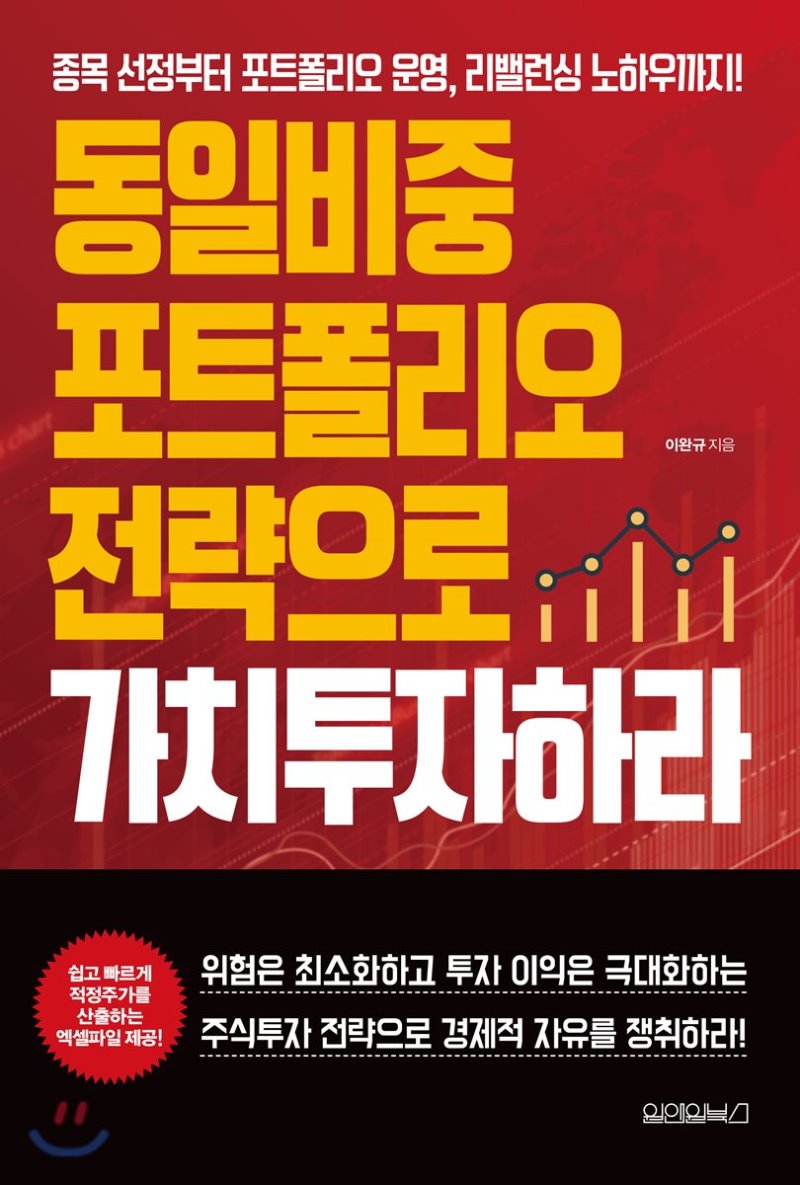 종목 선정부터 포트폴리오 운영, 리밸런싱 노하우까지!
동일비중
포트폴리오
이완규 지음
전략으로
가치투자하라
쉽고 빠르게
적정주가를
산출하는
엑셀파일 제공!
위험은 최소화하고 투자 이익은 극대화하는
주식투자 전략으로 경제적 자유를 쟁취하라!
원앤원북스
chart